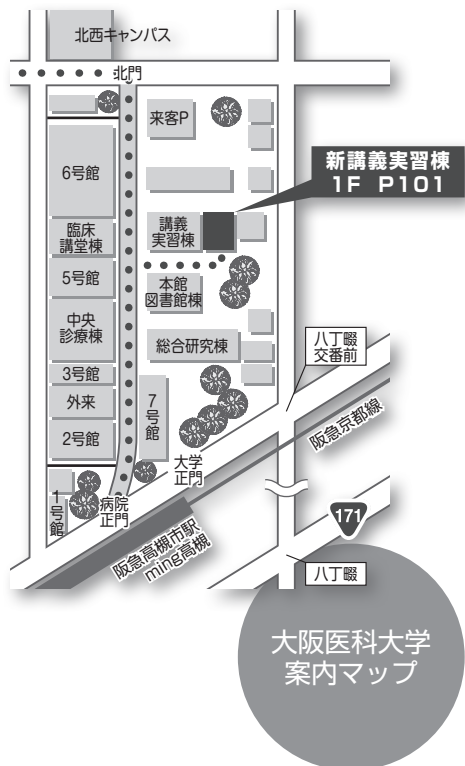 北西キャンパス
北門
来客P
6号館
新講義実習棟
1F P101
臨床
講堂棟
講義
実習棟
5号館
本館
図書館棟
中央
診療棟
総合研究棟
八丁畷
交番前
3号館
外来
7号館
2号館
阪急京都線
大学
正門
1号館
病院
正門
171
阪急高槻市駅
ming高槻
八丁畷
大阪医科大学
案内マップ